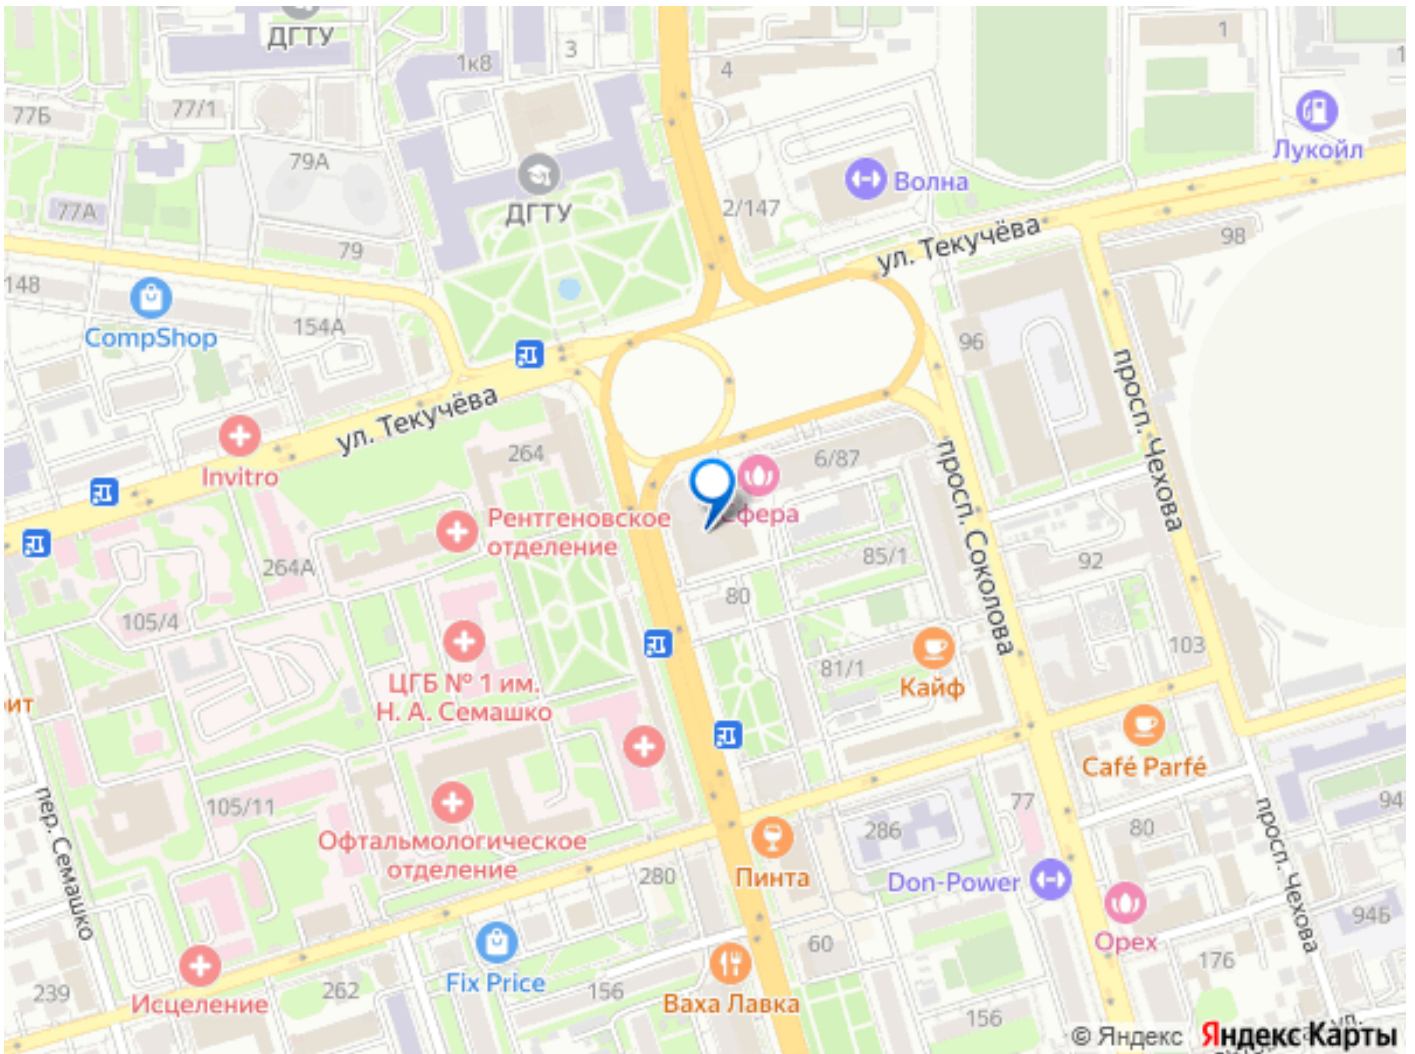 ДГТУ
1к8
3
4
1
77Б
77/1
79А
ДГТУ
Волна
Лукойл
77А
79
2/147
98
ул. Текучёва
148
CompShop
154А
96
просп. Чехова
ул. Текучёва
264
6/87
просп. Соколова
Invitro
Сфера
Рентгеновское
отделение
264А
85/1
92
80
105/4
103
81/1
Кайф
ЦГБ № 1 им.
Н. А. Семашко
Café Parfé
пер. Семашко
105/11
77
80
94
286
Офтальмологическое
отделение
280
Пинта
Don-Power
просп. Чехова
94Б
Орех
60
176
Fix Price
Исцеление
239
262
156
Ваха Лавка
156
© Яндекс Яндекс Карты